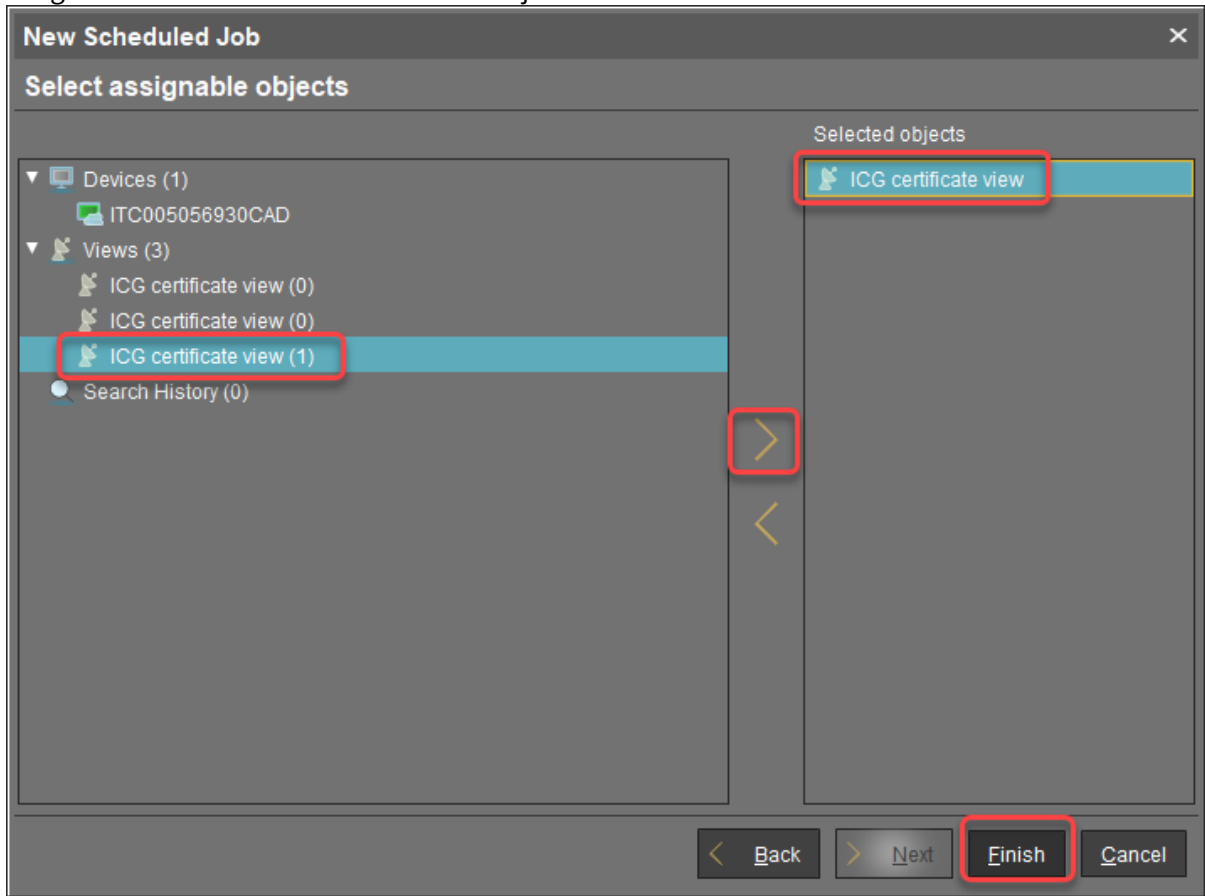 New Scheduled Job
Select assignable objects
Selected objects
Devices (1)
ITC005056930CAD
Views (3)
ICG certificate view (0)
ICG certificate view (0)
ICG certificate view (1)
Search History (0)
ICG certificate view
Back
Next
Finish
Cancel